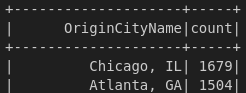 +--------------------+-----+
|      OriginCityName|count|
+--------------------+-----+
|         Chicago, IL| 1679|
|         Atlanta, GA| 1504|